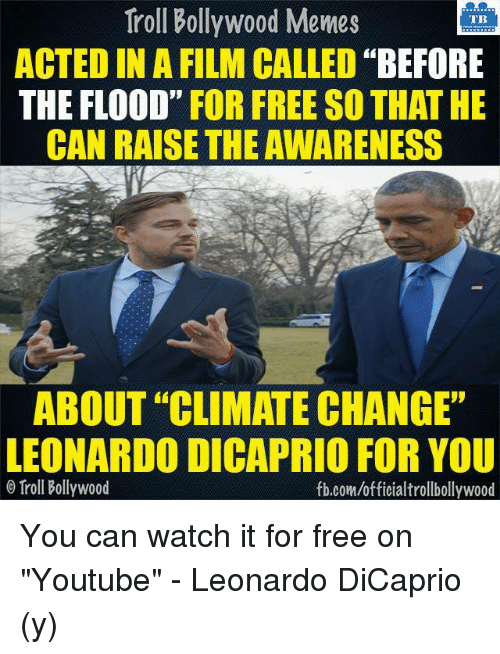 Troll Bollywood Memes
TB
ACTED IN A FILM CALLED “BEFORE
THE FLOOD” FOR FREE SO THAT HE
CAN RAISE THE AWARENESS
ABOUT “CLIMATE CHANGE”
LEONARDO DICAPRIO FOR YOU
© Troll Bollywood
fb.com/officialtrollbollywood
You can watch it for free on
"Youtube" - Leonardo DiCaprio
(y)